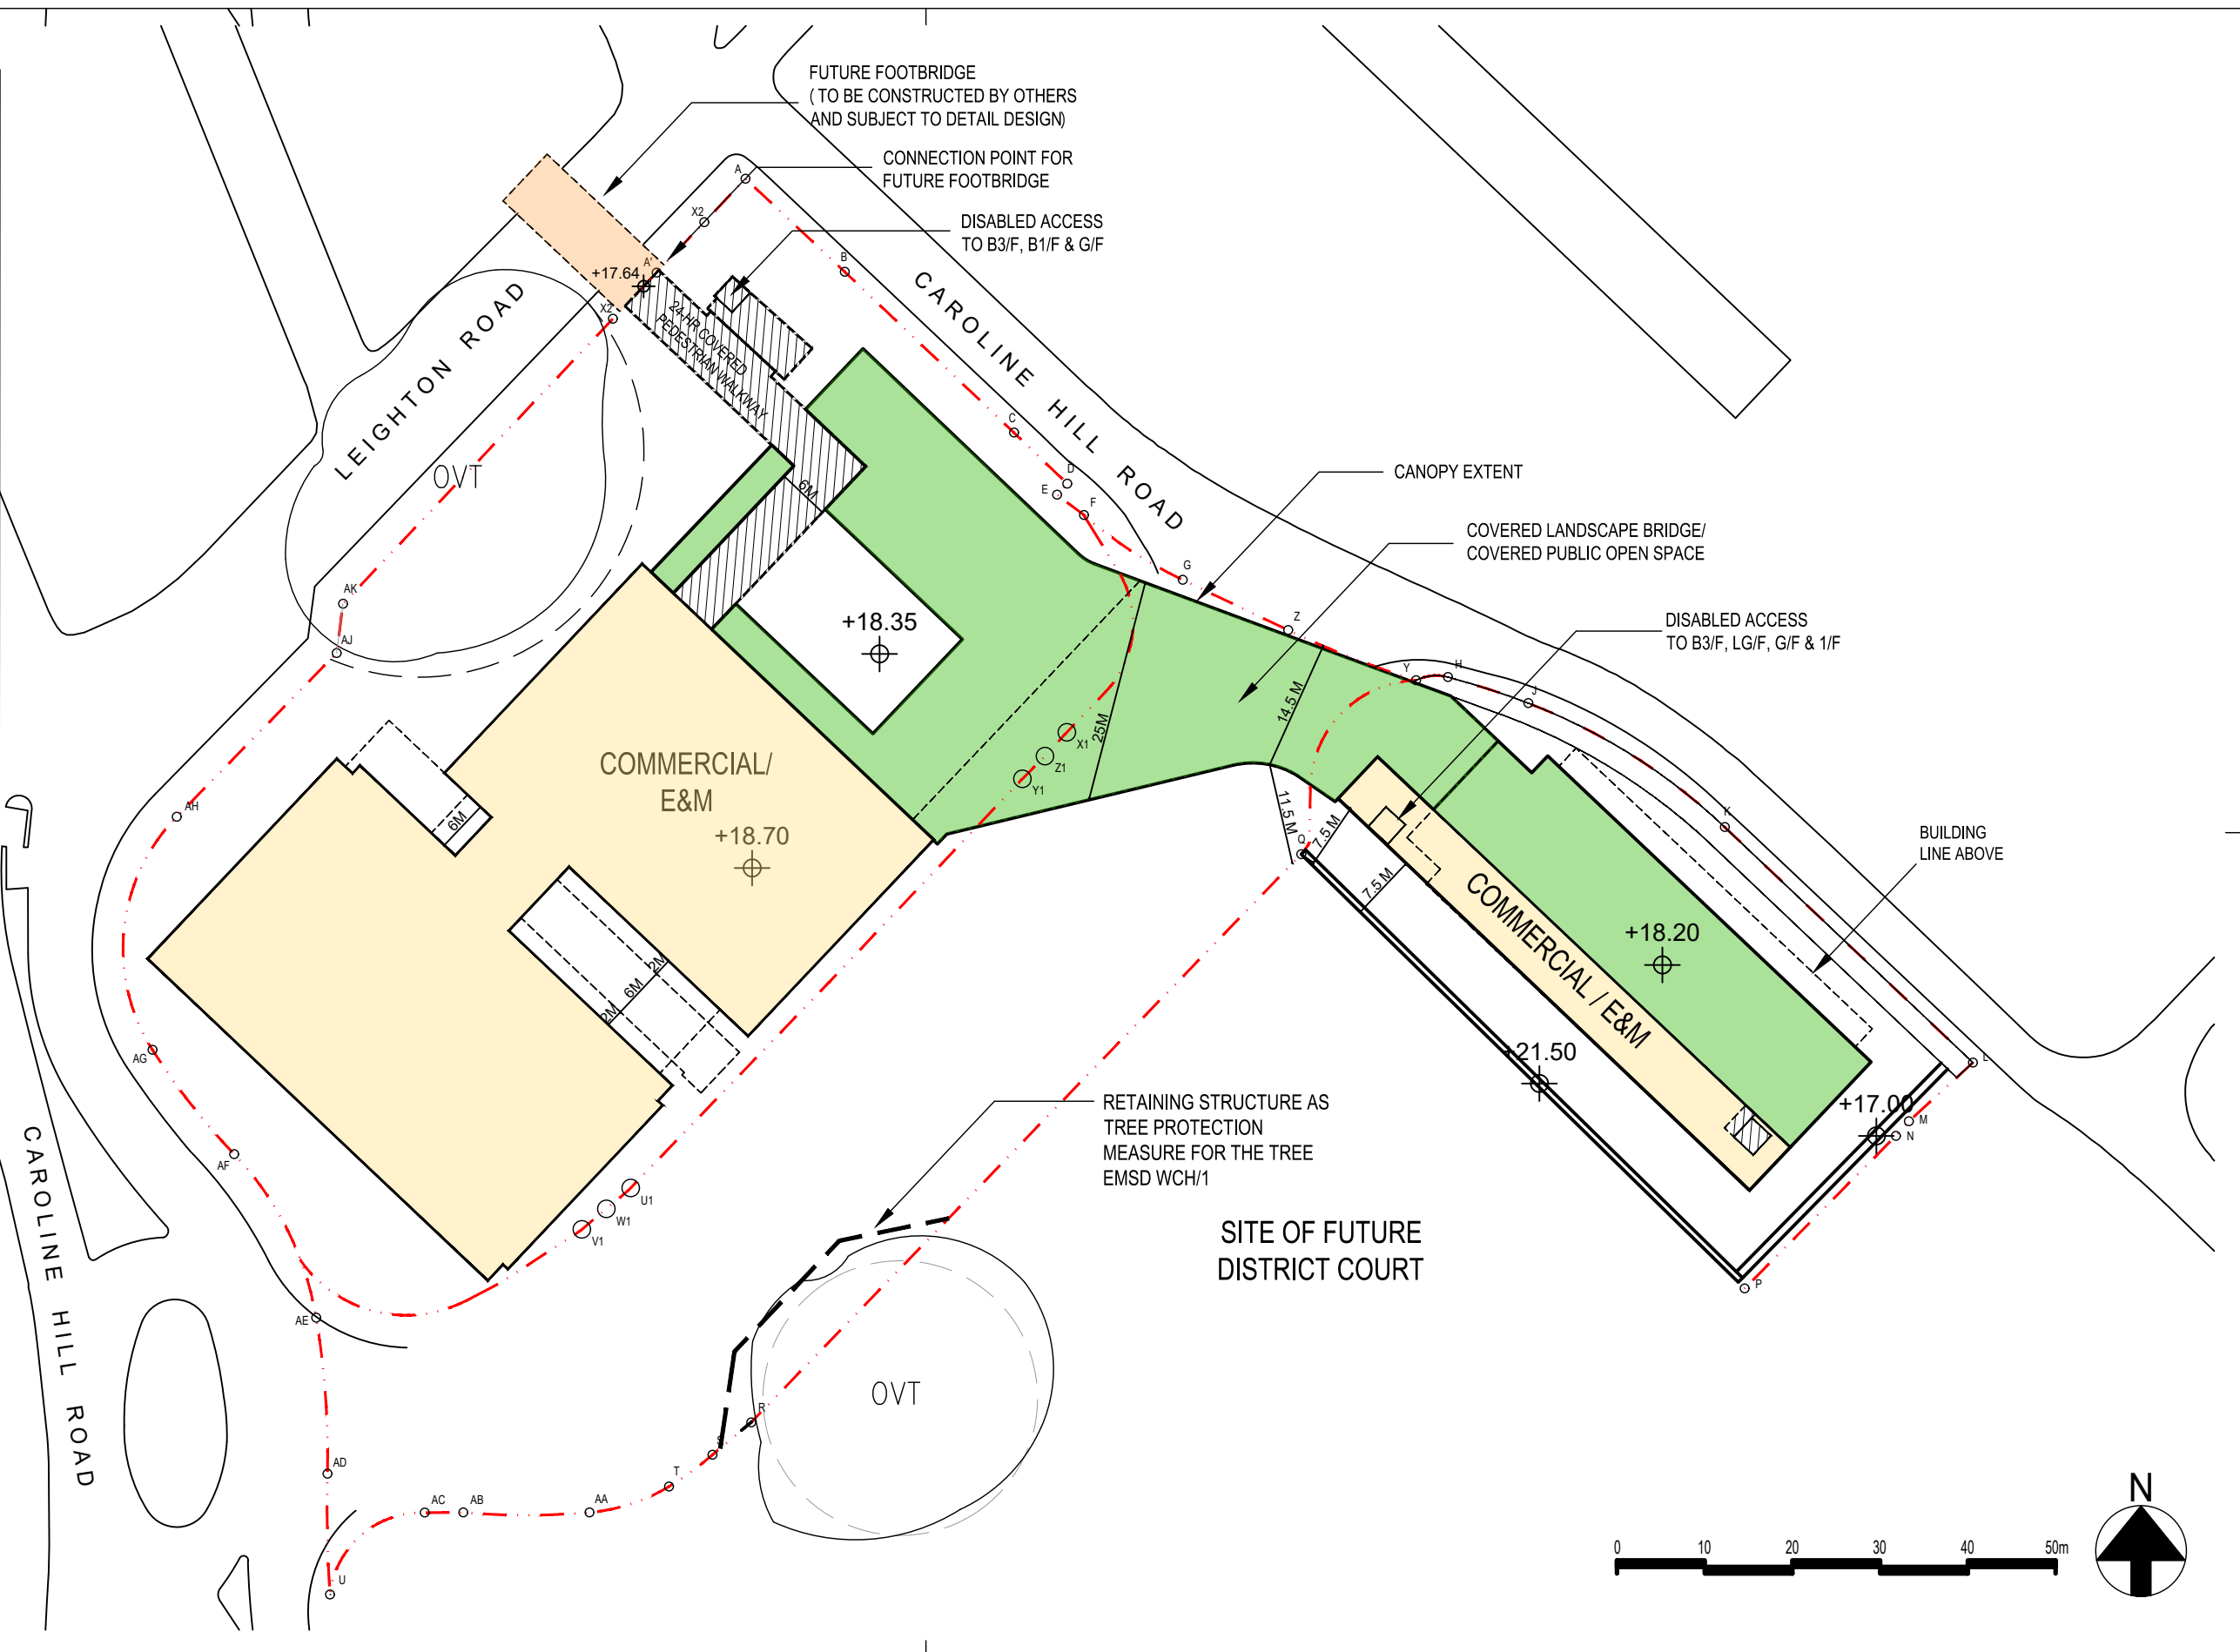 FUTURE FOOTBRIDGE
( TO BE CONSTRUCTED BY OTHERS
AND SUBJECT TO DETAIL DESIGN)
CONNECTION POINT FOR
FUTURE FOOTBRIDGE
DISABLED ACCESS
TO B3/F, B1/F & G/F
A
X2
B
A'
+17.64
X2'
24-HR COVERED
PEDESTRIAN WALKWAY
CAROLINE HILL ROAD
LEIGHTON ROAD
OVT
C
D
E
F
G
6M
CANOPY EXTENT
COVERED LANDSCAPE BRIDGE/
COVERED PUBLIC OPEN SPACE
DISABLED ACCESS
TO B3/F, LG/F, G/F & 1/F
AK
AJ
+18.35
Z
Y
H
J
14.5 M
25M
X1
Z1
Y1
COMMERCIAL/
E&M
+18.70
AH
6M
11.5 M
7.5 M
Q
7.5 M
K
BUILDING
LINE ABOVE
COMMERCIAL / E&M
+18.20
2M
6M
2M
AG
+21.50
L
+17.00
M
N
RETAINING STRUCTURE AS
TREE PROTECTION
MEASURE FOR THE TREE
EMSD WCH/1
AF
U1
W1
V1
SITE OF FUTURE
DISTRICT COURT
P
AE
CAROLINE HILL ROAD
OVT
R
S
T
AD
AC
AB
AA
U
N
0 10 20 30 40 50m